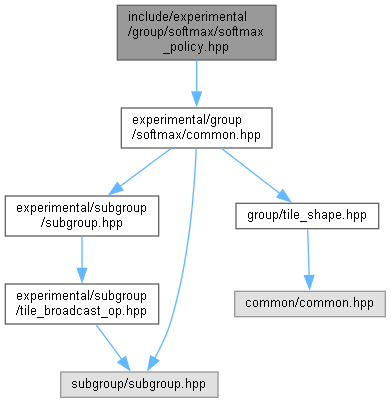 include/experimental
/group/softmax/softmax
_policy.hpp
experimental/group
/softmax/common.hpp
experimental/subgroup
/subgroup.hpp
group/tile_shape.hpp
experimental/subgroup
/tile_broadcast_op.hpp
common/common.hpp
subgroup/subgroup.hpp